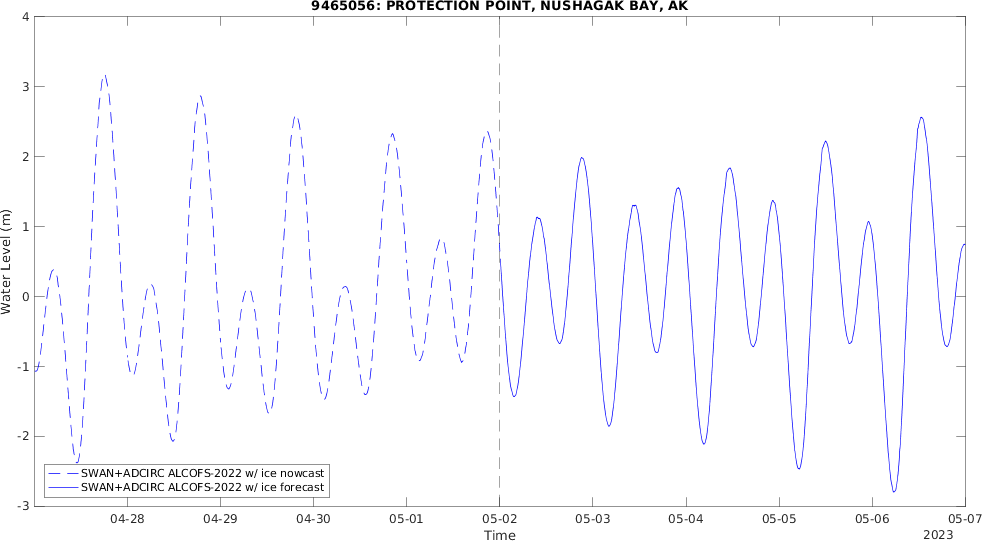 9465056: PROTECTION POINT, NUSHAGAK BAY, AK
Water Level (m)
4
3
2
1
0
-1
-2
-3
SWAN+ADCIRC ALCOFS-2022 w/ ice nowcast
SWAN+ADCIRC ALCOFS-2022 w/ ice forecast
04-28 04-29 04-30 05-01 05-02 05-03 05-04 05-05 05-06 05-07
Time
2023